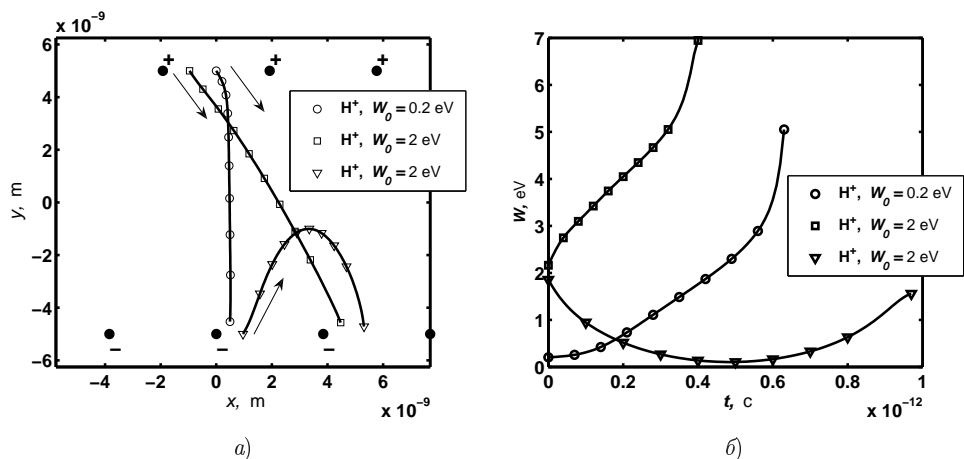 x 10⁻⁹
6
4
2
0
−2
−4
−6
y, m
+
+
+
−
−
−
H⁺, W₀ = 0.2 eV
H⁺, W₀ = 2 eV
H⁺, W₀ = 2 eV
−4
−2
0
2
4
6
x, m
x 10⁻⁹
а)
7
6
5
4
3
2
1
0
W, eV
H⁺, W₀ = 0.2 eV
H⁺, W₀ = 2 eV
H⁺, W₀ = 2 eV
0
0.2
0.4
0.6
0.8
1
t, c
x 10⁻¹²
б)